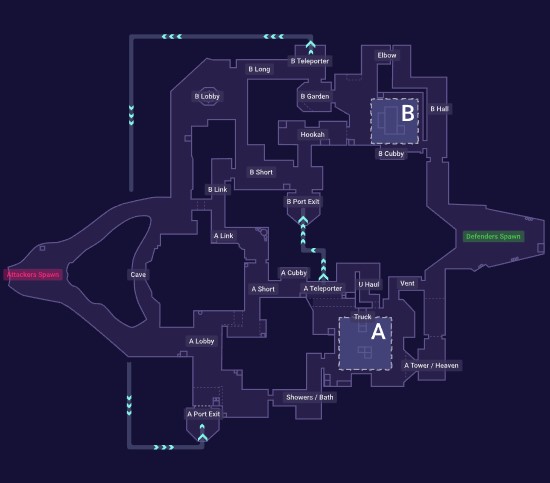 B Teleporter
Elbow
B Long
B Lobby
B Garden
B
B Hall
Hookah
B Cubby
B Short
B Link
B Port Exit
A Link
Defenders Spawn
Attackers Spawn
Cave
A Cubby
A Short
A Teleporter
U Haul
Vent
Truck
A
A Lobby
A Tower / Heaven
Showers / Bath
A Port Exit